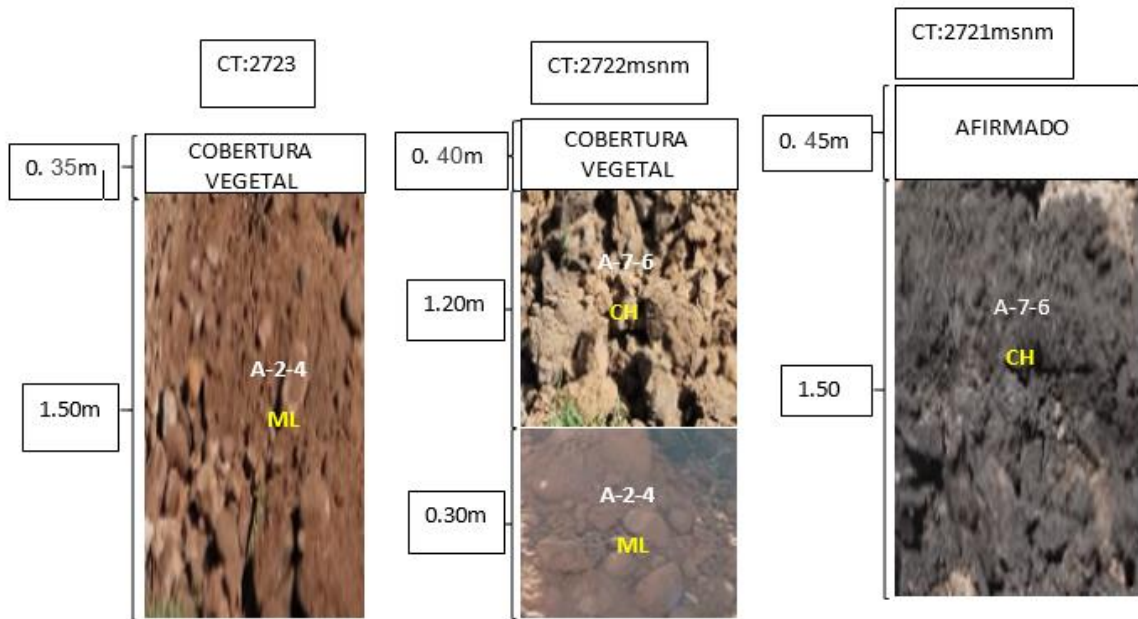 CT:2723
COBERTURA
VEGETAL
0. 35m
A-2-4
ML
1.50m
CT:2722msnm
COBERTURA
VEGETAL
0. 40m
A-7-6
CH
1.20m
A-2-4
ML
0.30m
CT:2721msnm
AFIRMADO
0. 45m
A-7-6
CH
1.50